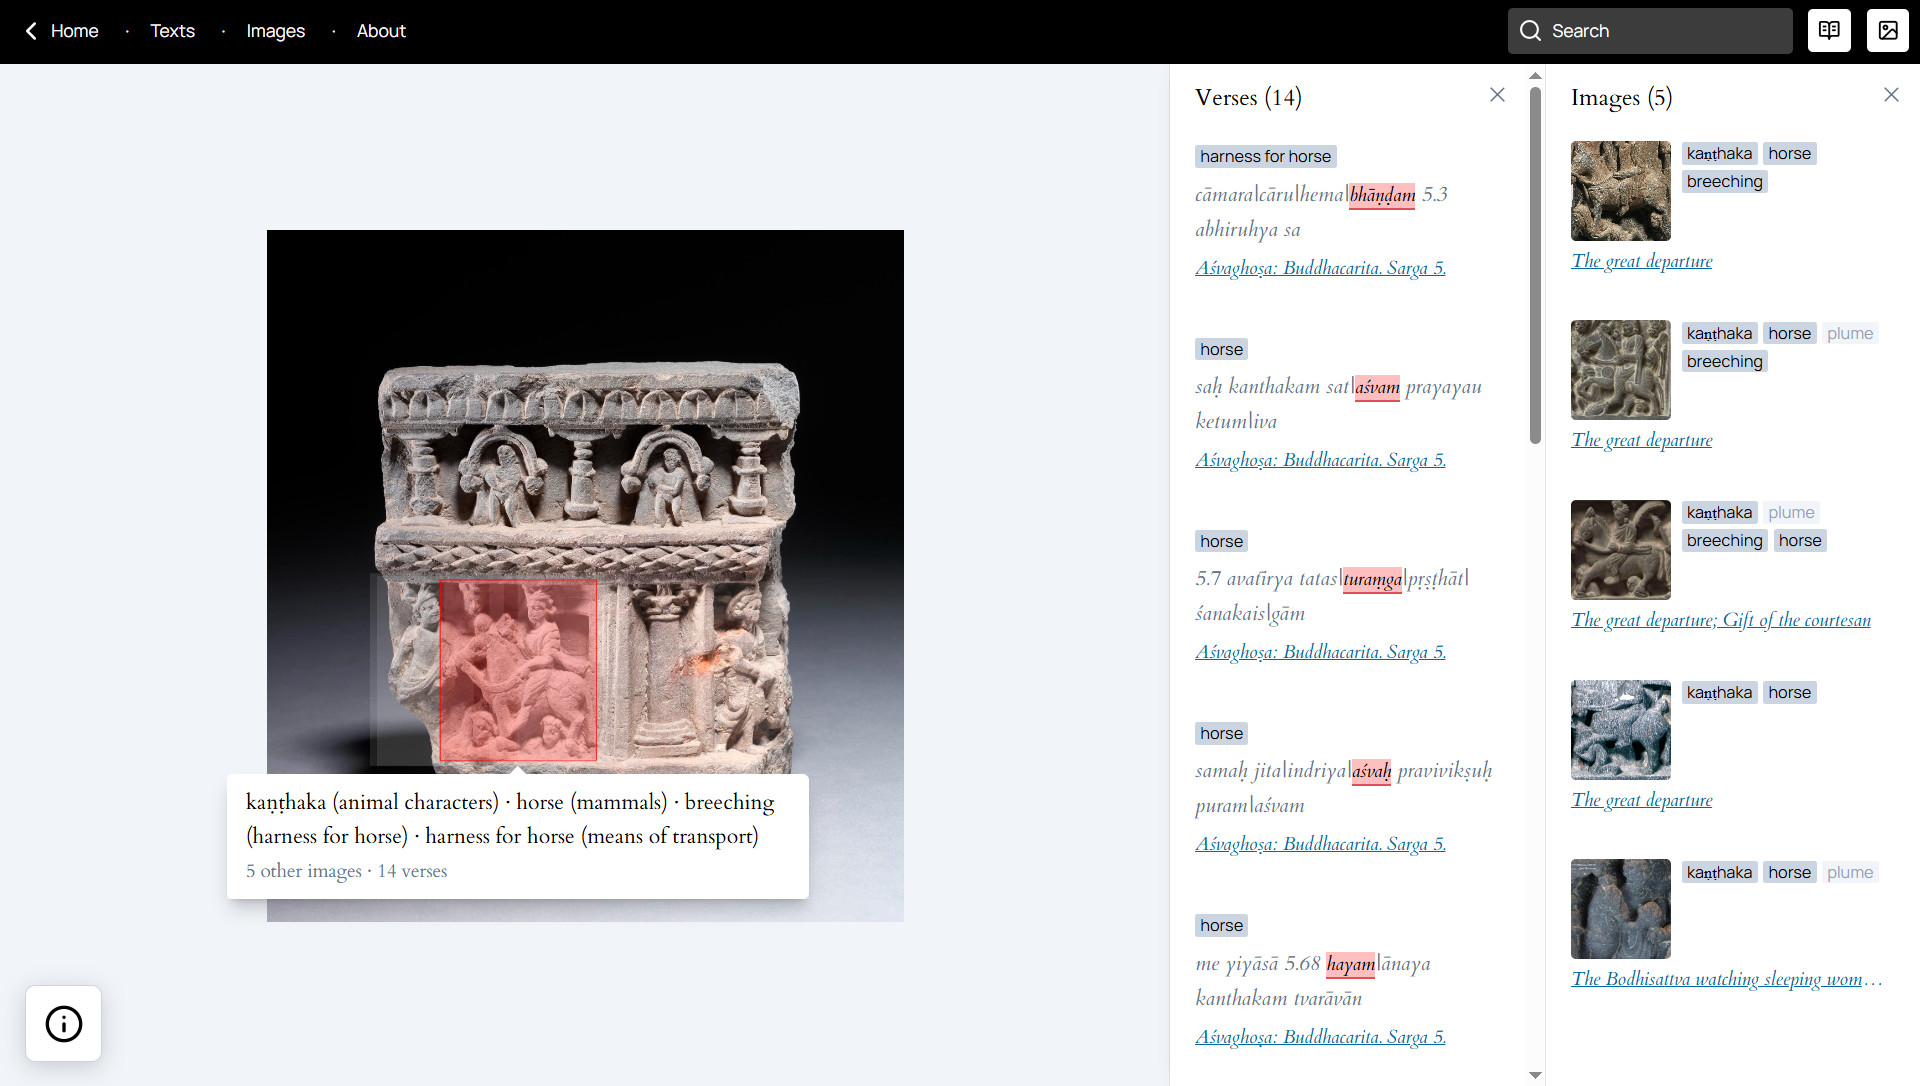 Home · Texts · Images · About
Search
kaṇṭhaka (animal characters) · horse (mammals) · breeching
(harness for horse) · harness for horse (means of transport)
5 other images · 14 verses
Verses (14)
harness for horse
cāmara|cāru|hema|bhāṇḍam 5.3
abhiruhya sa
Aśvaghoṣa: Buddhacarita. Sarga 5.
horse
saḥ kanthakam sat|aśvam prayayau
ketum|iva
Aśvaghoṣa: Buddhacarita. Sarga 5.
horse
5.7 avatīrya tatas|turaṃga|pṛṣṭhāt|
śanakais|gām
Aśvaghoṣa: Buddhacarita. Sarga 5.
horse
samaḥ jita|indriya|aśvaḥ pravivikṣuḥ
puram|aśvam
Aśvaghoṣa: Buddhacarita. Sarga 5.
horse
me yiyāsā 5.68 hayam|ānaya
kanthakam tvarāvān
Aśvaghoṣa: Buddhacarita. Sarga 5.
Images (5)
kaṇṭhaka horse
breeching
The great departure
kaṇṭhaka horse plume
breeching
The great departure
kaṇṭhaka plume
breeching horse
The great departure; Gift of the courtesan
kaṇṭhaka horse
The great departure
kaṇṭhaka horse plume
The Bodhisattva watching sleeping wom...